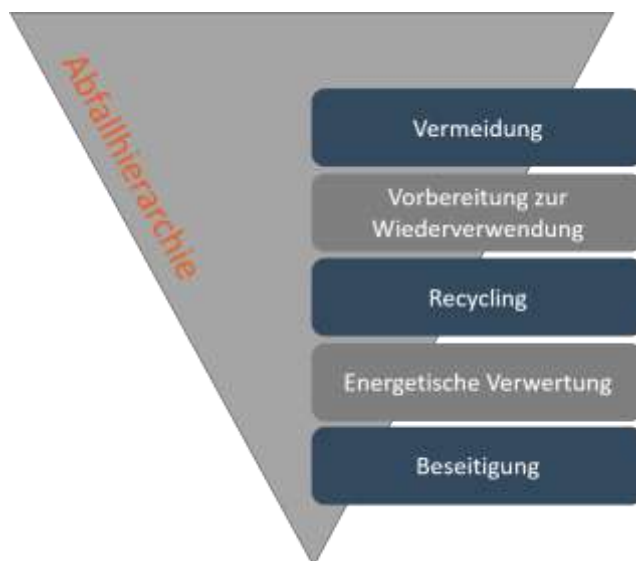 Abfallhierarchie
Vermeidung
Vorbereitung zur
Wiederverwendung
Recycling
Energetische Verwertung
Beseitigung